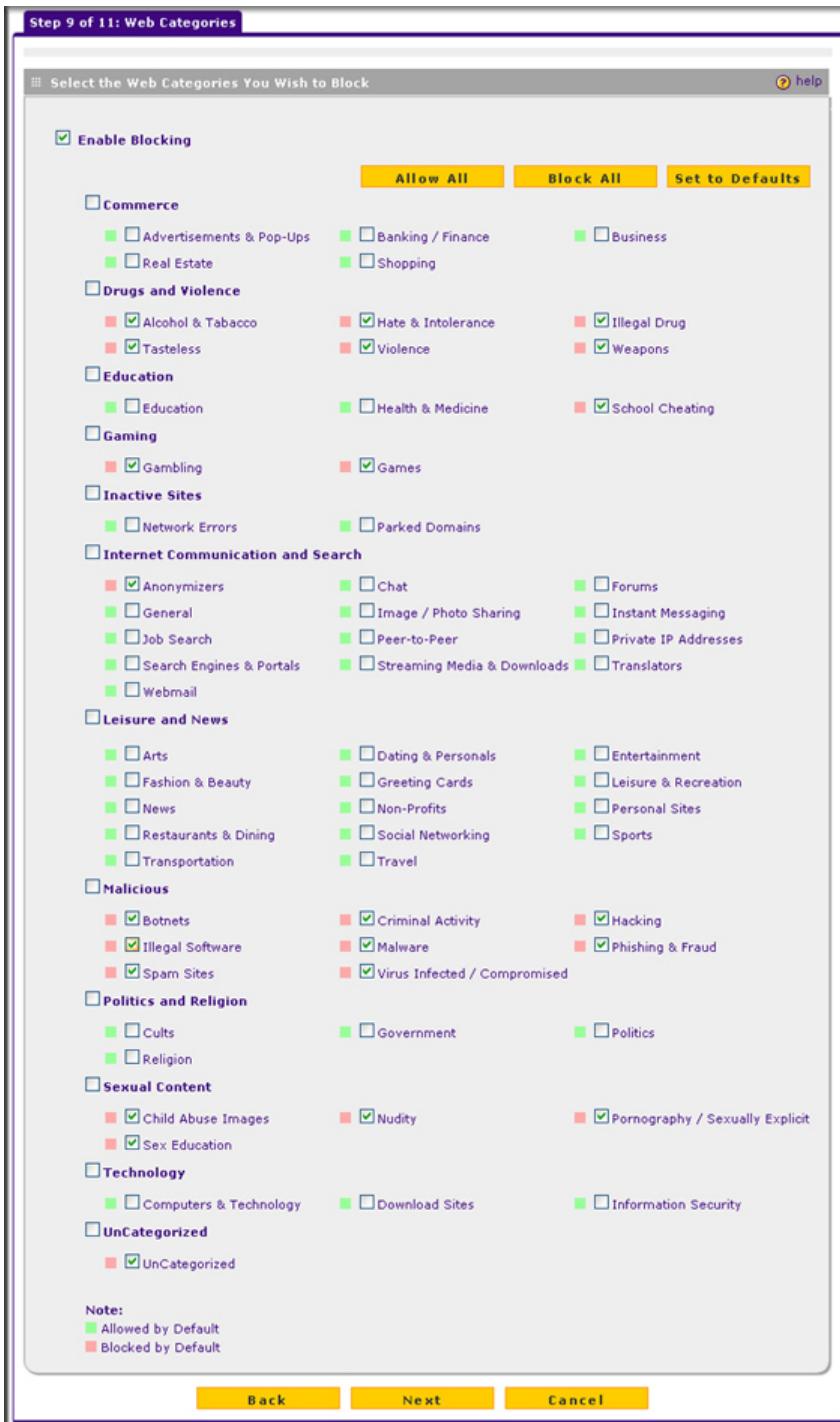 Step 9 of 11: Web Categories
Select the Web Categories You Wish to Block help
Enable Blocking
Allow All Block All Set to Defaults
Commerce
Advertisements & Pop-Ups Banking / Finance Business
Real Estate Shopping
Drugs and Violence
Alcohol & Tabacco Hate & Intolerance Illegal Drug
Tasteless Violence Weapons
Education
Education Health & Medicine School Cheating
Gaming
Gambling Games
Inactive Sites
Network Errors Parked Domains
Internet Communication and Search
Anonymizers Chat Forums
General Image / Photo Sharing Instant Messaging
Job Search Peer-to-Peer Private IP Addresses
Search Engines & Portals Streaming Media & Downloads Translators
Webmail
Leisure and News
Arts Dating & Personals Entertainment
Fashion & Beauty Greeting Cards Leisure & Recreation
News Non-Profits Personal Sites
Restaurants & Dining Social Networking Sports
Transportation Travel
Malicious
Botnets Criminal Activity Hacking
Illegal Software Malware Phishing & Fraud
Spam Sites Virus Infected / Compromised
Politics and Religion
Cults Government Politics
Religion
Sexual Content
Child Abuse Images Nudity Pornography / Sexually Explicit
Sex Education
Technology
Computers & Technology Download Sites Information Security
UnCategorized
UnCategorized
Note:
Allowed by Default
Blocked by Default
Back Next Cancel